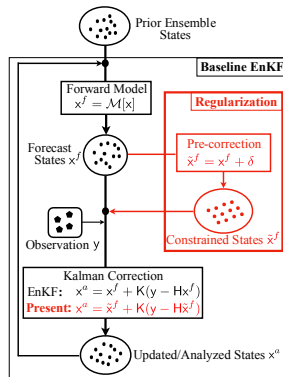 Prior Ensemble
States
Baseline EnKF
Forward Model
x^f = ℳ[x]
Regularization
Forecast
States x^f
Pre-correction
x̃^f = x^f + δ
Constrained States x̃^f
Observation y
Kalman Correction
EnKF: x^a = x^f + K(y − Hx^f)
Present: x^a = x̃^f + K(y − Hx̃^f)
Updated/Analyzed States x^a